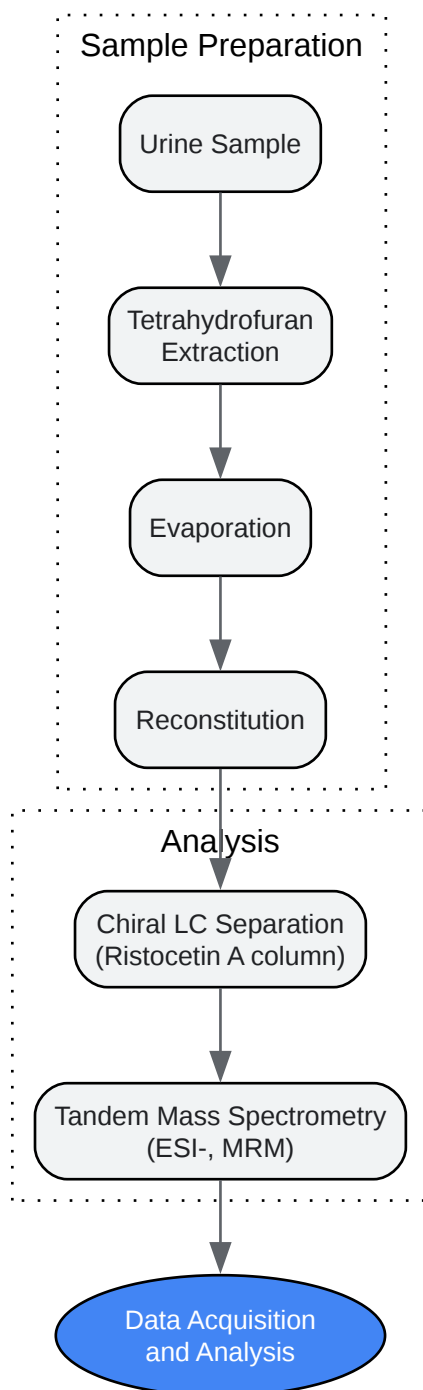 Sample Preparation
Urine Sample
Tetrahydrofuran
Extraction
Evaporation
Reconstitution
Analysis
Chiral LC Separation
(Ristocetin A column)
Tandem Mass Spectrometry
(ESI-, MRM)
Data Acquisition
and Analysis